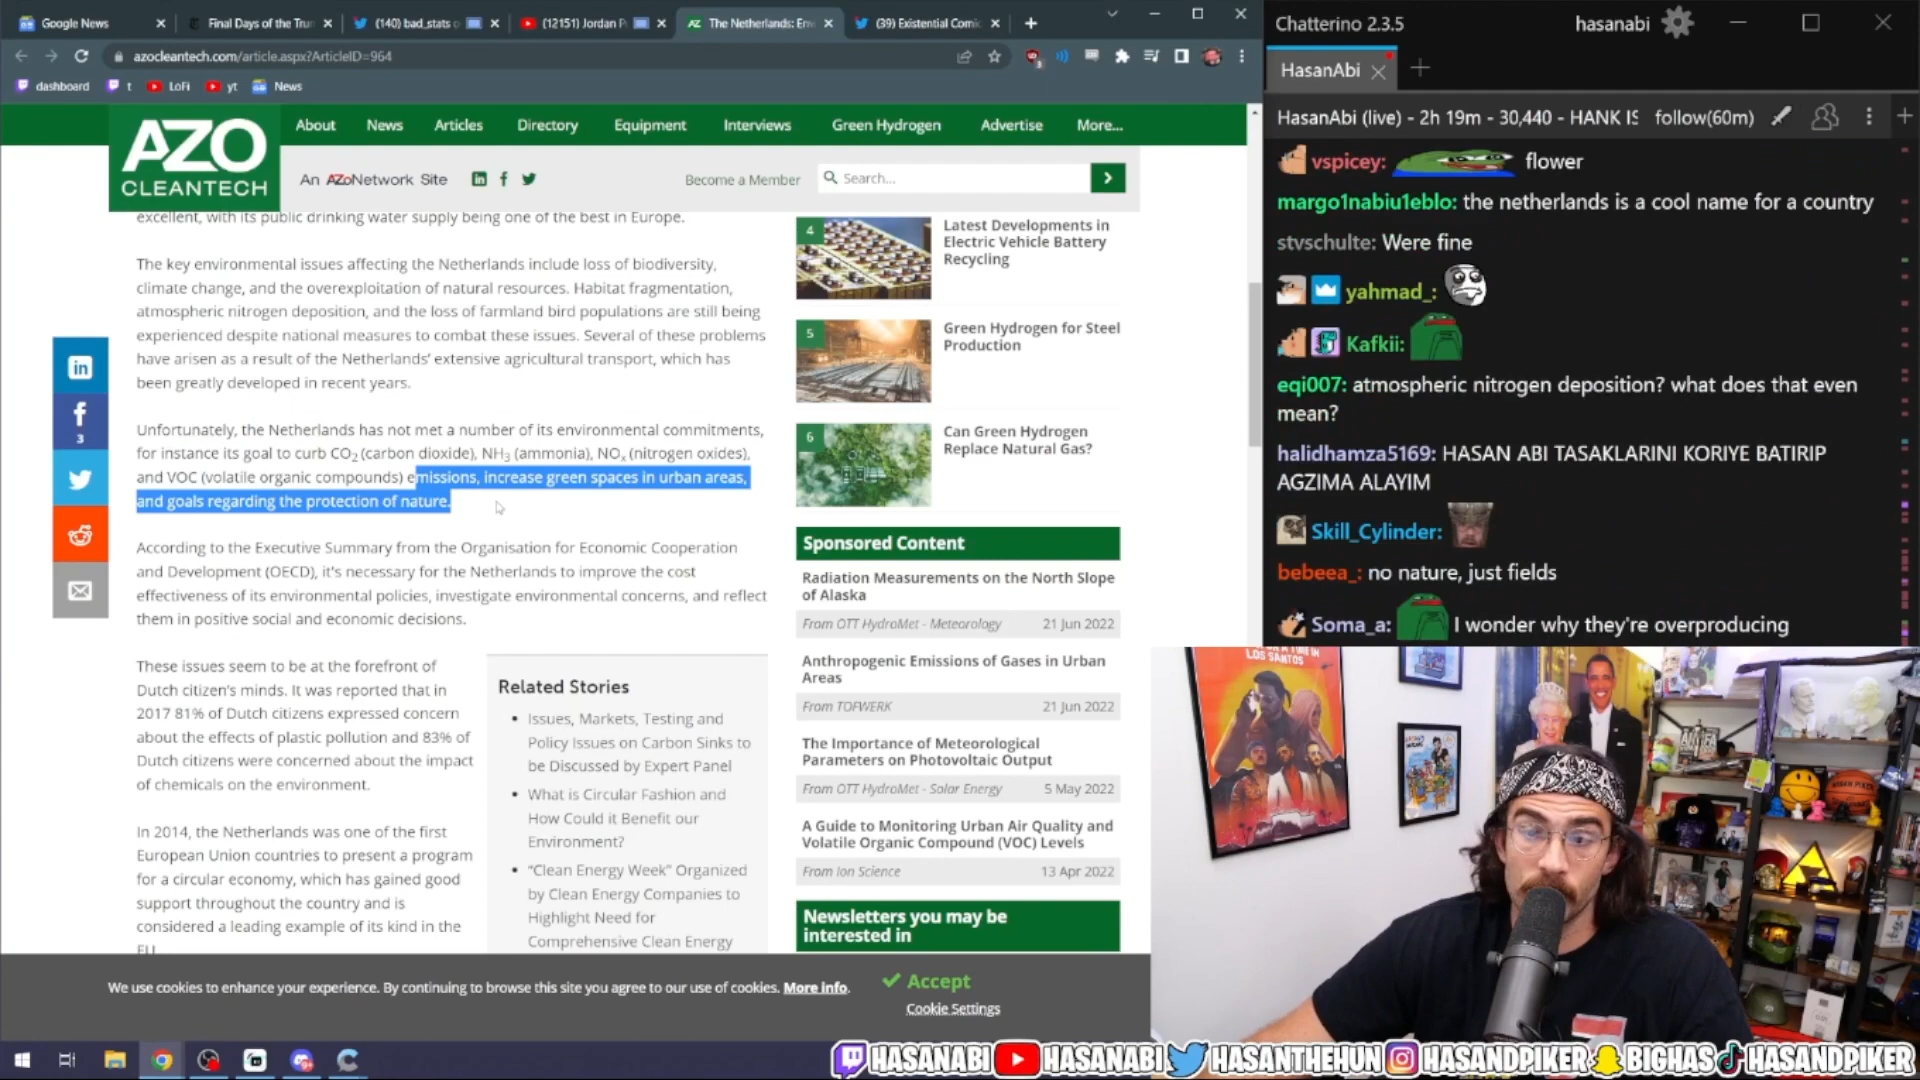 Google News
Final Days of the Trum
(140) bad_stats o
(12151) Jordan P
The Netherlands: Env
(39) Existential Comic
azocleantech.com/article.aspx?ArticleID=964
dashboard
t
LoFi
yt
News
AZO
CLEANTECH
About
News
Articles
Directory
Equipment
Interviews
Green Hydrogen
Advertise
More...
An AZoNetwork Site
Become a Member
Search...
excellent, with its public drinking water supply being one of the best in Europe.
The key environmental issues affecting the Netherlands include loss of biodiversity,
climate change, and the overexploitation of natural resources. Habitat fragmentation,
atmospheric nitrogen deposition, and the loss of farmland bird populations are still being
experienced despite national measures to combat these issues. Several of these problems
have arisen as a result of the Netherlands' extensive agricultural transport, which has
been greatly developed in recent years.
Unfortunately, the Netherlands has not met a number of its environmental commitments,
for instance its goal to curb CO2 (carbon dioxide), NH3 (ammonia), NOx (nitrogen oxides),
and VOC (volatile organic compounds) emissions, increase green spaces in urban areas,
and goals regarding the protection of nature.
According to the Executive Summary from the Organisation for Economic Cooperation
and Development (OECD), it's necessary for the Netherlands to improve the cost
effectiveness of its environmental policies, investigate environmental concerns, and reflect
them in positive social and economic decisions.
These issues seem to be at the forefront of
Dutch citizen's minds. It was reported that in
2017 81% of Dutch citizens expressed concern
about the effects of plastic pollution and 83% of
Dutch citizens were concerned about the impact
of chemicals on the environment.
In 2014, the Netherlands was one of the first
European Union countries to present a program
for a circular economy, which has gained good
support throughout the country and is
considered a leading example of its kind in the
EU
3
Related Stories
Issues, Markets, Testing and
Policy Issues on Carbon Sinks to
be Discussed by Expert Panel
What is Circular Fashion and
How Could it Benefit our
Environment?
"Clean Energy Week" Organized
by Clean Energy Companies to
Highlight Need for
Comprehensive Clean Energy
4
Latest Developments in
Electric Vehicle Battery
Recycling
5
Green Hydrogen for Steel
Production
6
Can Green Hydrogen
Replace Natural Gas?
Sponsored Content
Radiation Measurements on the North Slope
of Alaska
From OTT HydroMet - Meteorology
21 Jun 2022
Anthropogenic Emissions of Gases in Urban
Areas
From TOFWERK
21 Jun 2022
The Importance of Meteorological
Parameters on Photovoltaic Output
From OTT HydroMet - Solar Energy
5 May 2022
A Guide to Monitoring Urban Air Quality and
Volatile Organic Compound (VOC) Levels
From Ion Science
13 Apr 2022
Newsletters you may be
interested in
We use cookies to enhance your experience. By continuing to browse this site you agree to our use of cookies. More info.
Accept
Cookie Settings
Chatterino 2.3.5
hasanabi
HasanAbi
HasanAbi (live) - 2h 19m - 30,440 - HANK IS
follow(60m)
vspicey: flower
margo1nabiu1eblo: the netherlands is a cool name for a country
stvschulte: Were fine
yahmad_:
Kafkii:
eqi007: atmospheric nitrogen deposition? what does that even
mean?
halidhamza5169: HASAN ABI TASAKLARINI KORIYE BATIRIP
AGZIMA ALAYIM
Skill_Cylinder:
bebeea_: no nature, just fields
Soma_a: I wonder why they're overproducing
LOS SANTOS
HASANABI
HASANABI
HASANTHEHUN
HASANDPIKER
BIGHAS
HASANDPIKER